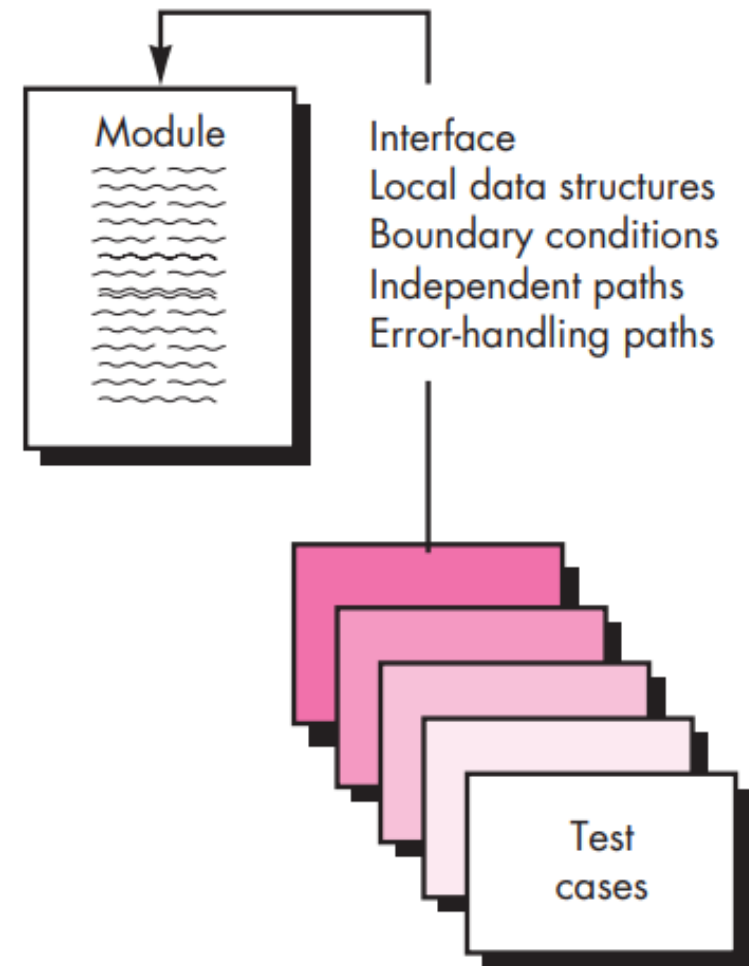 Module
Interface
Local data structures
Boundary conditions
Independent paths
Error-handling paths
Test
cases